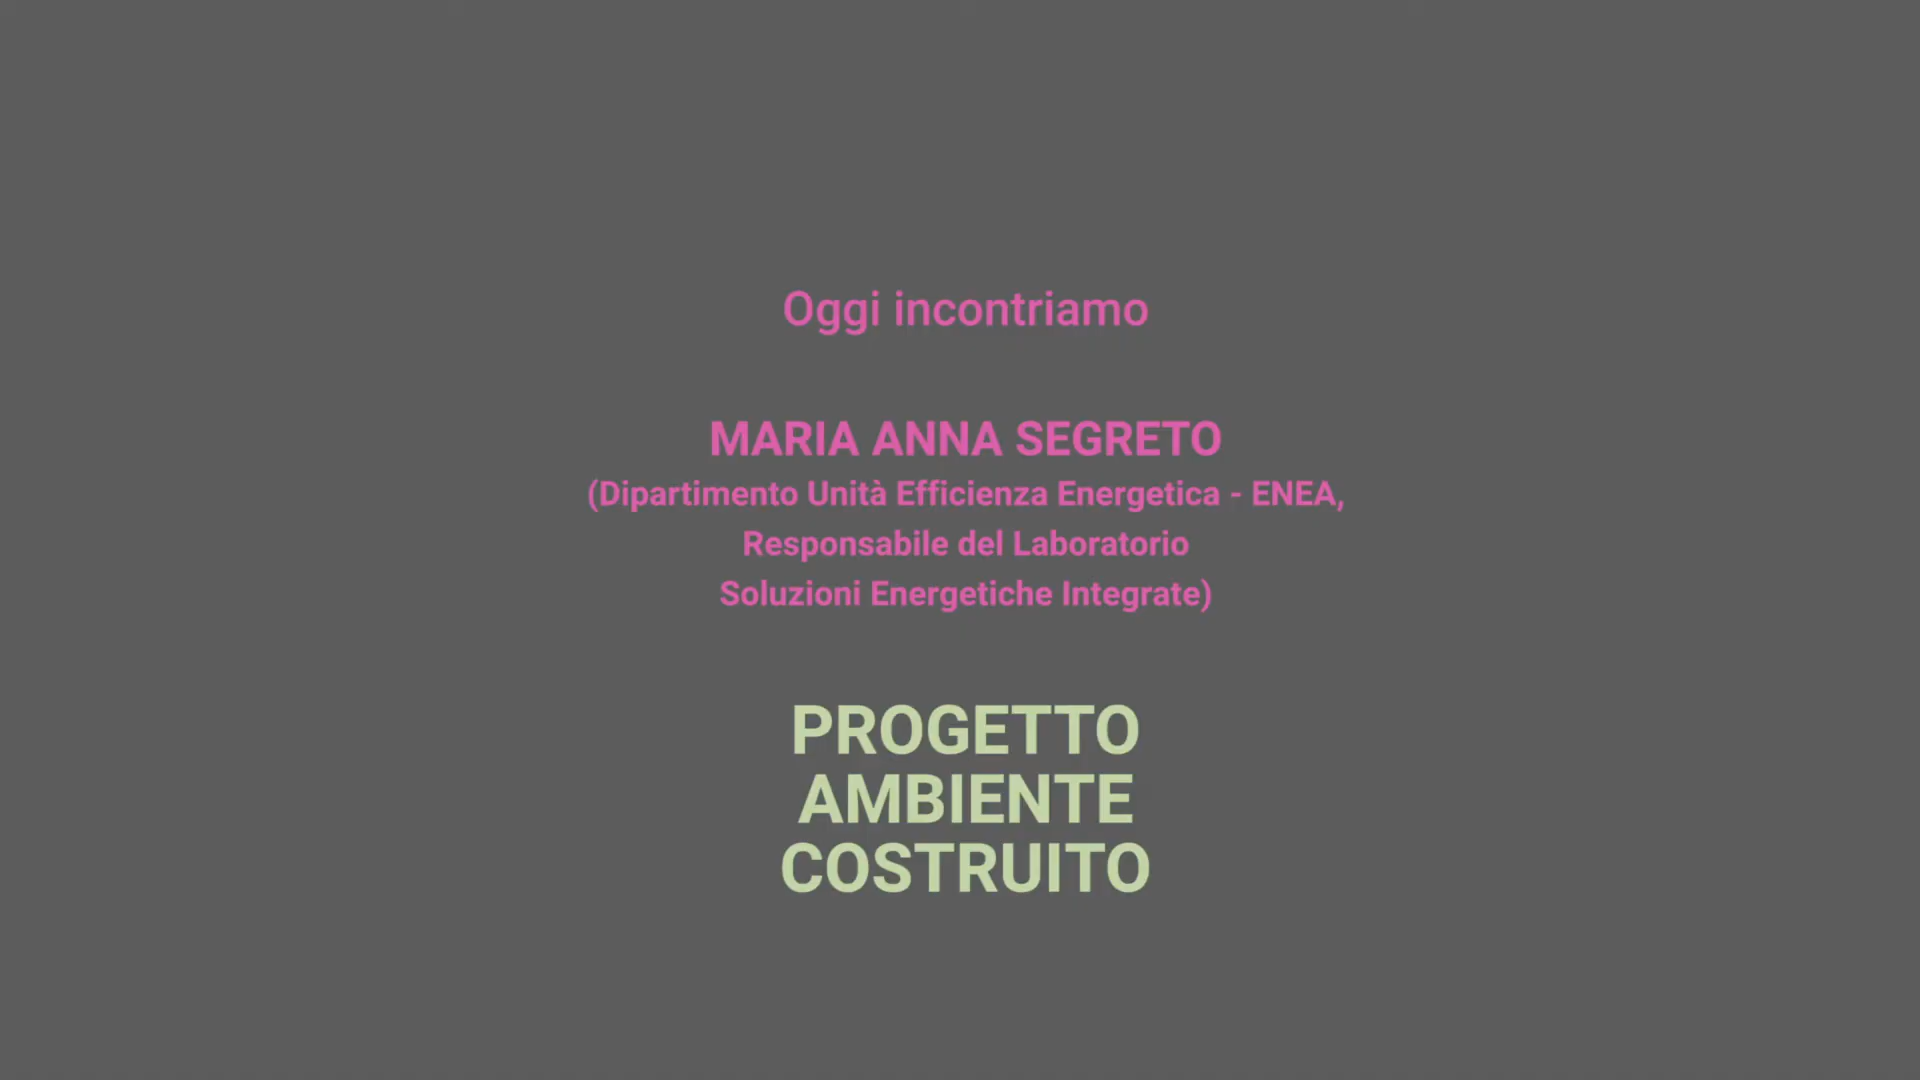 Oggi incontriamo
MARIA ANNA SEGRETO
(Dipartimento Unità Efficienza Energetica - ENEA,
Responsabile del Laboratorio
Soluzioni Energetiche Integrate)
PROGETTO
AMBIENTE
COSTRUITO